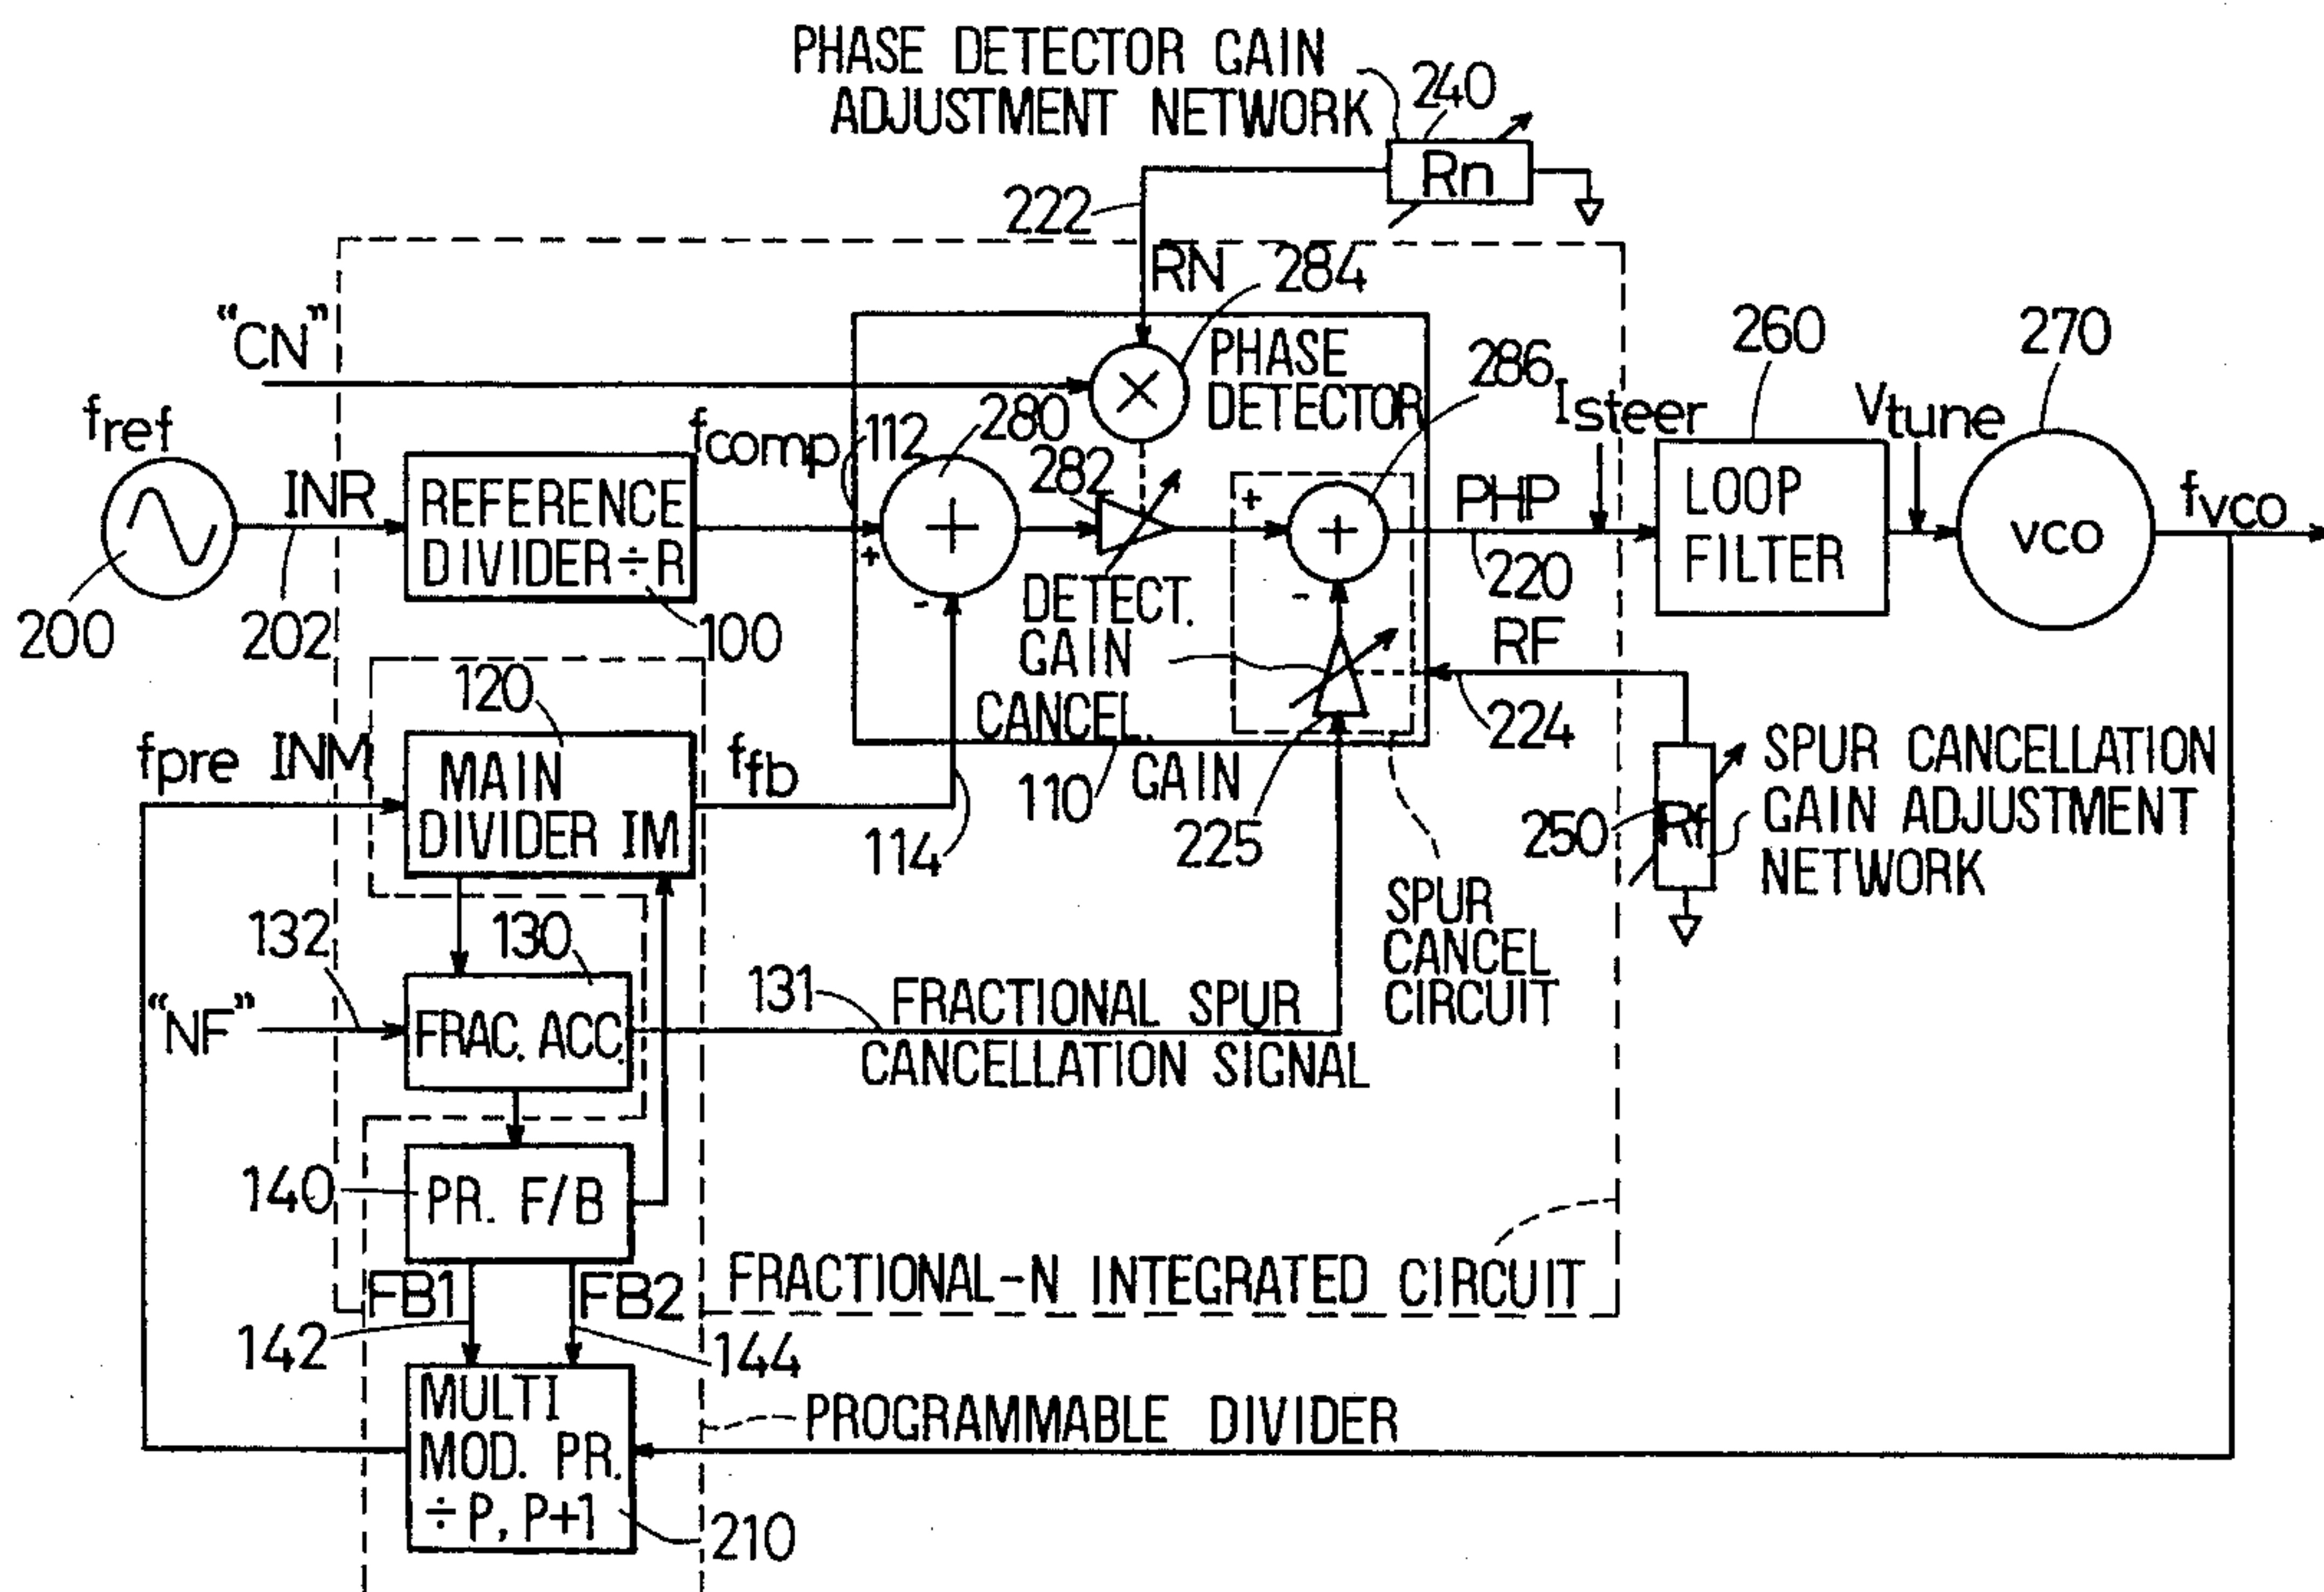 PHASE DETECTOR GAIN
ADJUSTMENT NETWORK
240
Rn
222
RN
284
"CN"
PHASE
DETECTOR
286
Isteer
260
Vtune
270
fref
INR
REFERENCE
DIVIDER÷R
fcomp
112
280
282
+
+
-
+
-
+
×
PHP
220
LOOP
FILTER
VCO
fvco
200
202
100
DETECT.
GAIN
CANCEL.
GAIN
RF
224
120
fpre
INM
MAIN
DIVIDER IM
ffb
114
110
225
250
Rf
SPUR CANCELLATION
GAIN ADJUSTMENT
NETWORK
SPUR
CANCEL
CIRCUIT
132
130
"NF"
FRAC. ACC.
131
FRACTIONAL SPUR
CANCELLATION SIGNAL
140
PR. F/B
FB1
FB2
FRACTIONAL-N INTEGRATED CIRCUIT
142
144
MULTI
MOD. PR.
÷P, P+1
PROGRAMMABLE DIVIDER
210